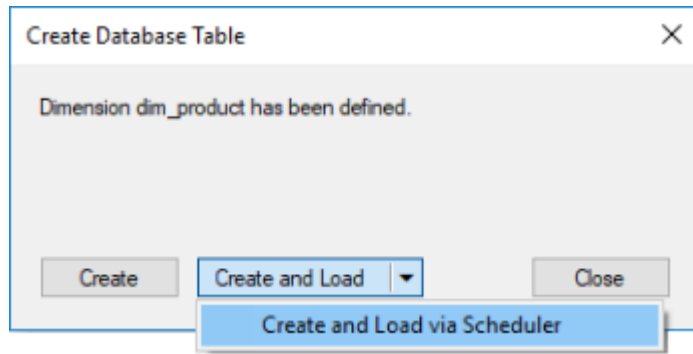 Create Database Table
Dimension dim_product has been defined.
Create
Create and Load
Close
Create and Load via Scheduler